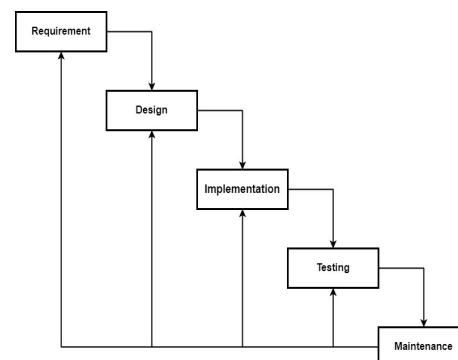 Requirement
Design
Implementation
Testing
Maintenance